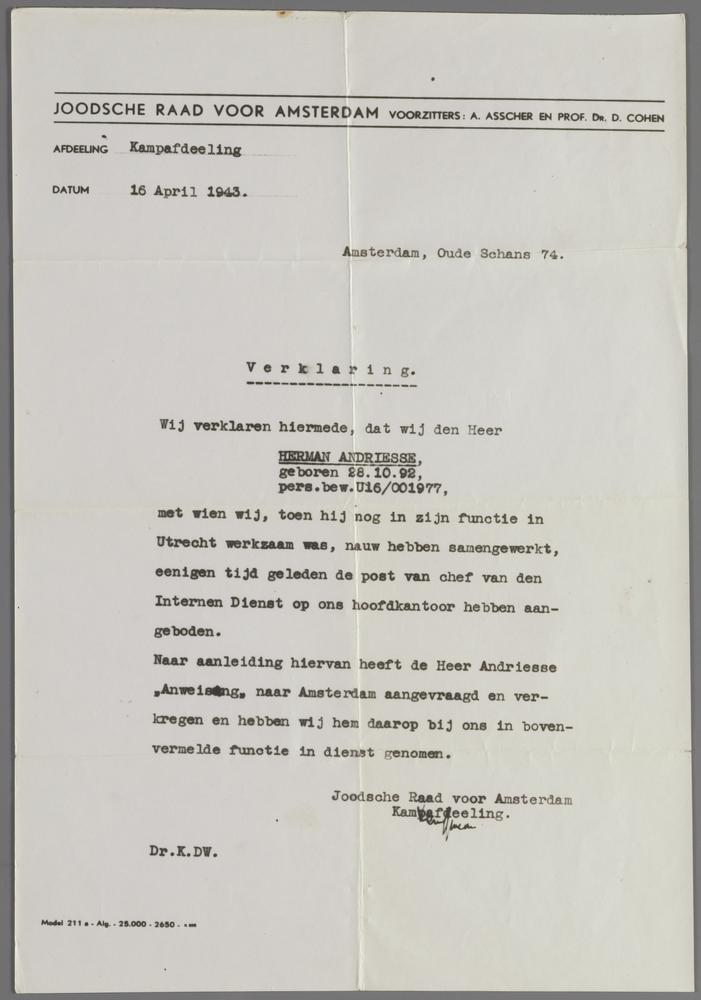 JOODSCHE RAAD VOOR AMSTERDAM VOORZITTERS: A. ASSCHER EN PROF. DR. D. COHEN
AFDEELING Kampafdeeling
DATUM 16 April 1943.
Amsterdam, Oude Schans 74.
Verklaring.
Wij verklaren hiermede, dat wij den Heer
HERMAN ANDRIESSE,
geboren 28.10.92,
pers.bew.U16/001977,
met wien wij, toen hij nog in zijn functie in
Utrecht werkzaam was, nauw hebben samengewerkt,
eenigen tijd geleden de post van chef van den
Internen Dienst op ons hoofdkantoor hebben aan-
geboden.
Naar aanleiding hiervan heeft de Heer Andriesse
„Anweisung„ naar Amsterdam aangevraagd en ver-
kregen en hebben wij hem daarop bij ons in boven-
vermelde functie in dienst genomen.
Joodsche Raad voor Amsterdam
Kampafdeeling.
Dr.K.DW.
Model 211 a - Alg. - 25.000 - 2650 -